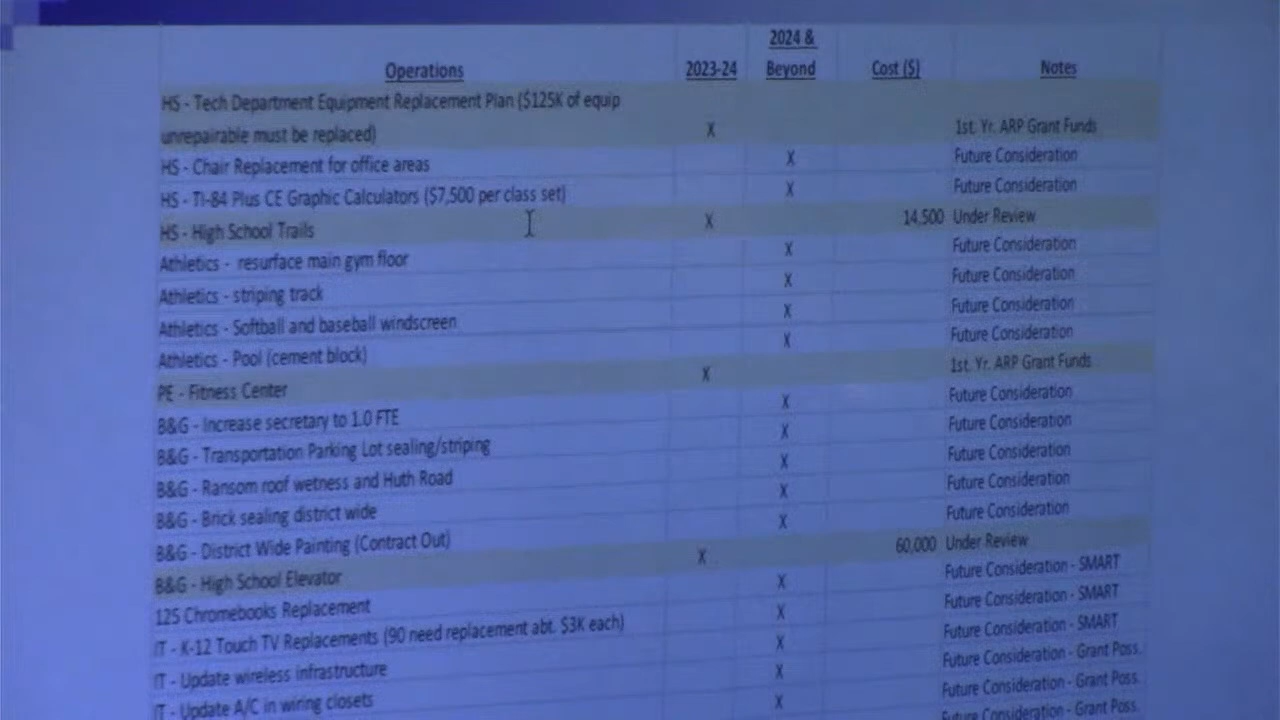 2024 &
Operations 2023-24 Beyond Cost ($) Notes
HS - Tech Department Equipment Replacement Plan ($125K of equip
unrepairable must be replaced) X 1st. Yr. ARP Grant Funds
HS - Chair Replacement for office areas X Future Consideration
HS - TI-84 Plus CE Graphic Calculators ($7,500 per class set) X Future Consideration
HS - High School Trails X 14,500 Under Review
Athletics - resurface main gym floor X Future Consideration
Athletics - striping track X Future Consideration
Athletics - Softball and baseball windscreen X Future Consideration
Athletics - Pool (cement block) X Future Consideration
PE - Fitness Center X 1st. Yr. ARP Grant Funds
B&G - Increase secretary to 1.0 FTE X Future Consideration
B&G - Transportation Parking Lot sealing/striping X Future Consideration
B&G - Ransom roof wetness and Huth Road X Future Consideration
B&G - Brick sealing district wide X Future Consideration
B&G - District Wide Painting (Contract Out) X Future Consideration
B&G - High School Elevator X 60,000 Under Review
125 Chromebooks Replacement X Future Consideration - SMART
IT - K-12 Touch TV Replacements (90 need replacement abt. $3K each) X Future Consideration - SMART
IT - Update wireless infrastructure X Future Consideration - SMART
IT - Update A/C in wiring closets X Future Consideration - Grant Poss.
X Future Consideration - Grant Poss.
Future Consideration - Grant Poss.